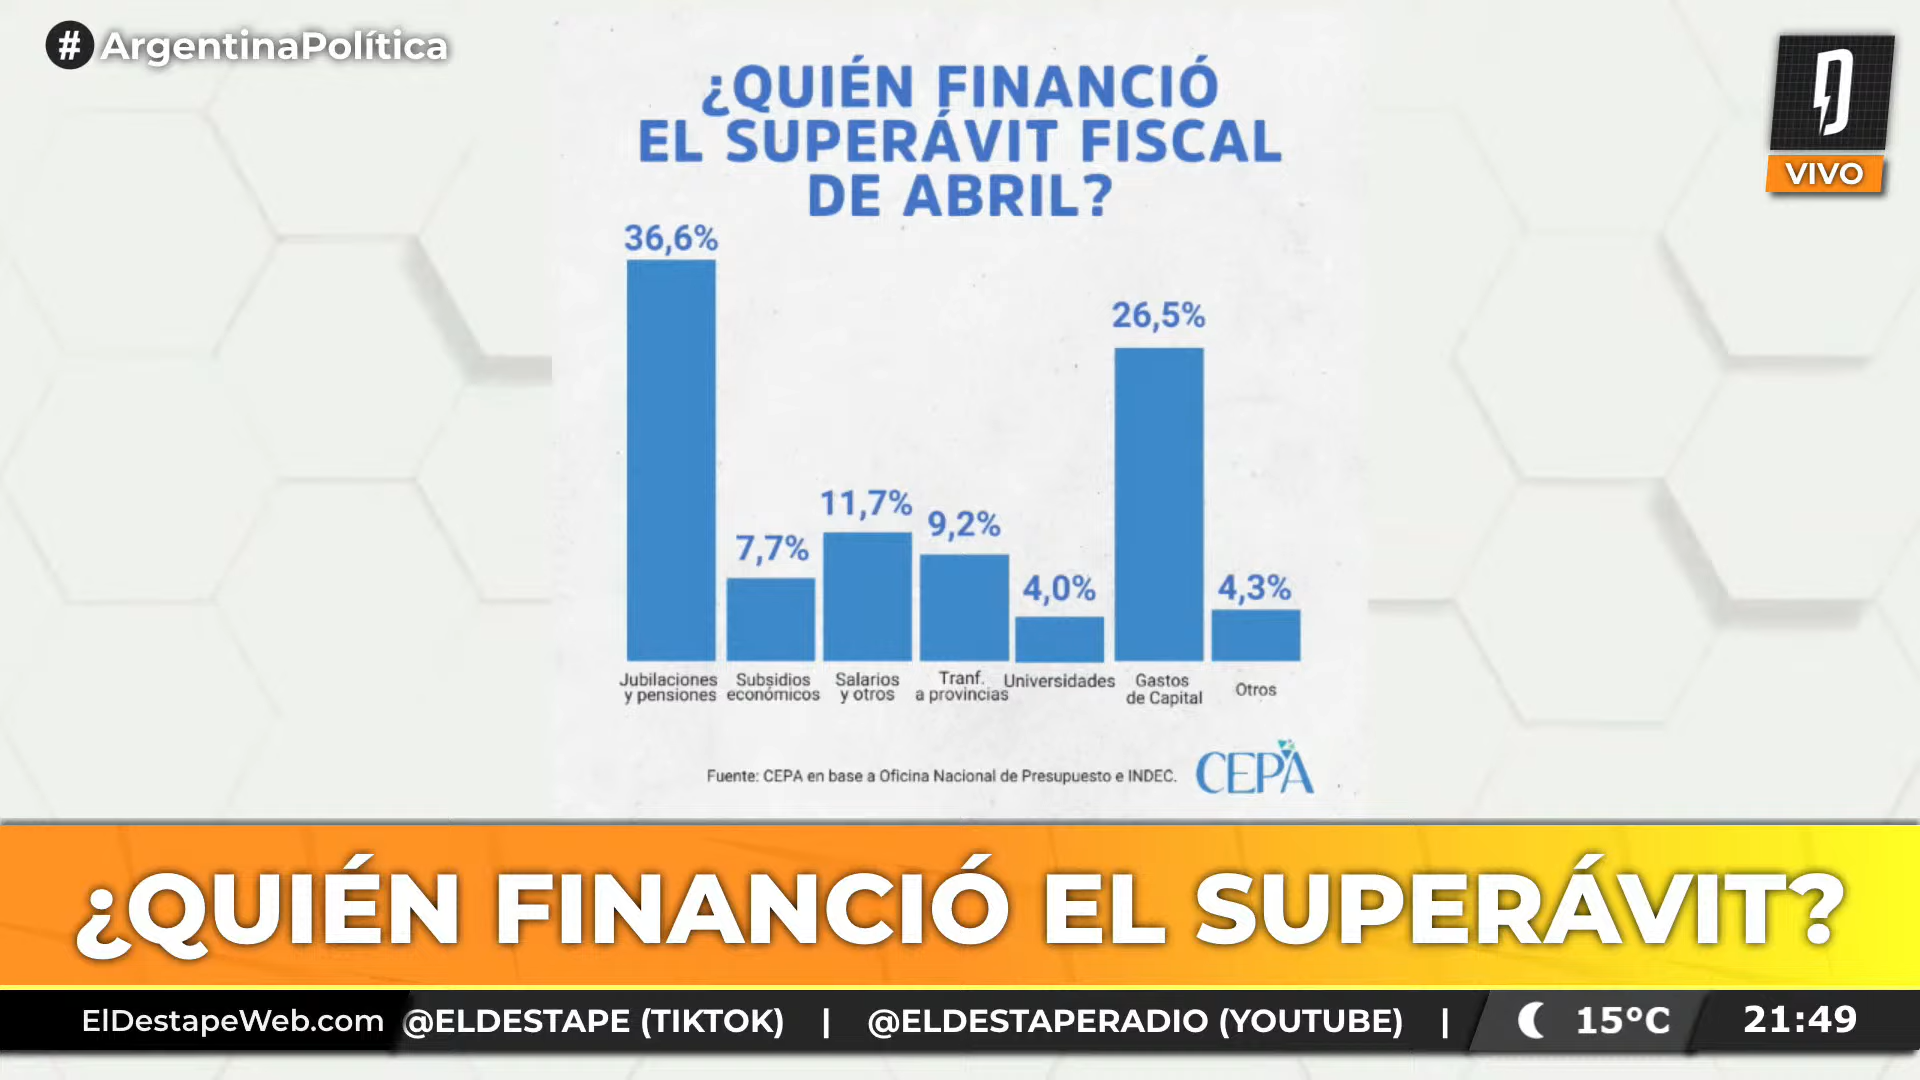 # ArgentinaPolítica
VIVO
¿QUIÉN FINANCIÓ
EL SUPERÁVIT FISCAL
DE ABRIL?
36,6%
7,7%
11,7%
9,2%
4,0%
26,5%
4,3%
Jubilaciones
y pensiones
Subsidios
económicos
Salarios
y otros
Tranf.
a provincias
Universidades
Gastos
de Capital
Otros
Fuente: CEPA en base a Oficina Nacional de Presupuesto e INDEC.
CEPA
¿QUIÉN FINANCIÓ EL SUPERÁVIT?
ElDestapeWeb.com @ELDESTAPE (TIKTOK) | @ELDESTAPERADIO (YOUTUBE) | 15°C 21:49